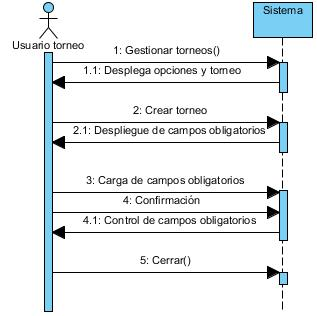 Usuario torneo
Sistema
1: Gestionar torneos()
1.1: Desplega opciones y torneo
2: Crear torneo
2.1: Despliegue de campos obligatorios
3: Carga de campos obligatorios
4: Confirmación
4.1: Control de campos obligatorios
5: Cerrar()